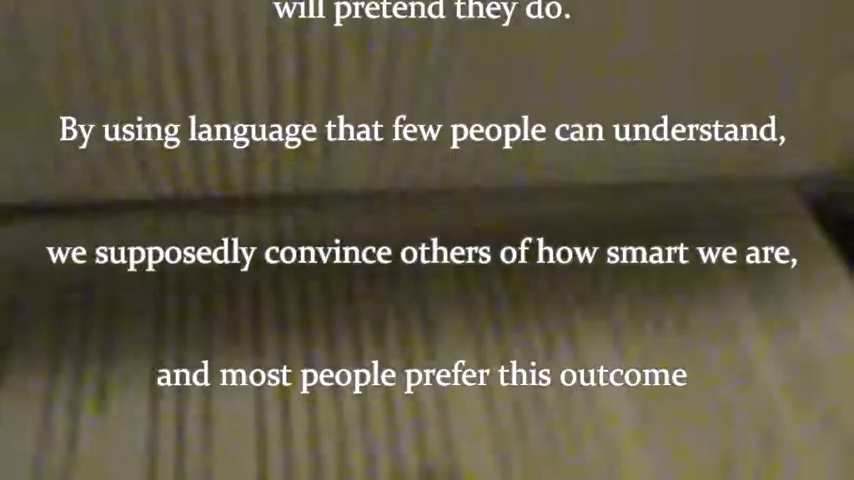 will pretend they do.
By using language that few people can understand,
we supposedly convince others of how smart we are,
and most people prefer this outcome